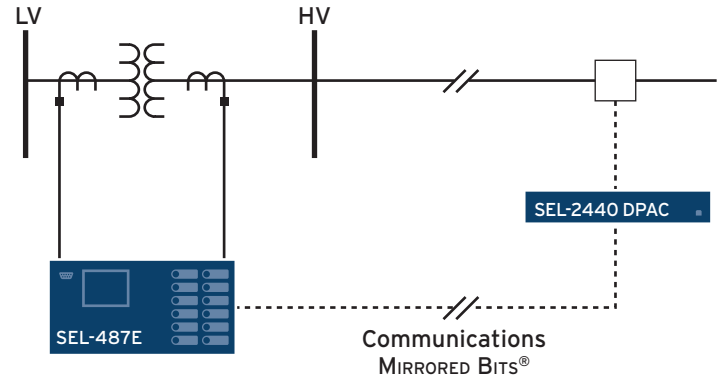 LV
HV
SEL-2440 DPAC
SEL-487E
Communications
MIRRORED BITS®